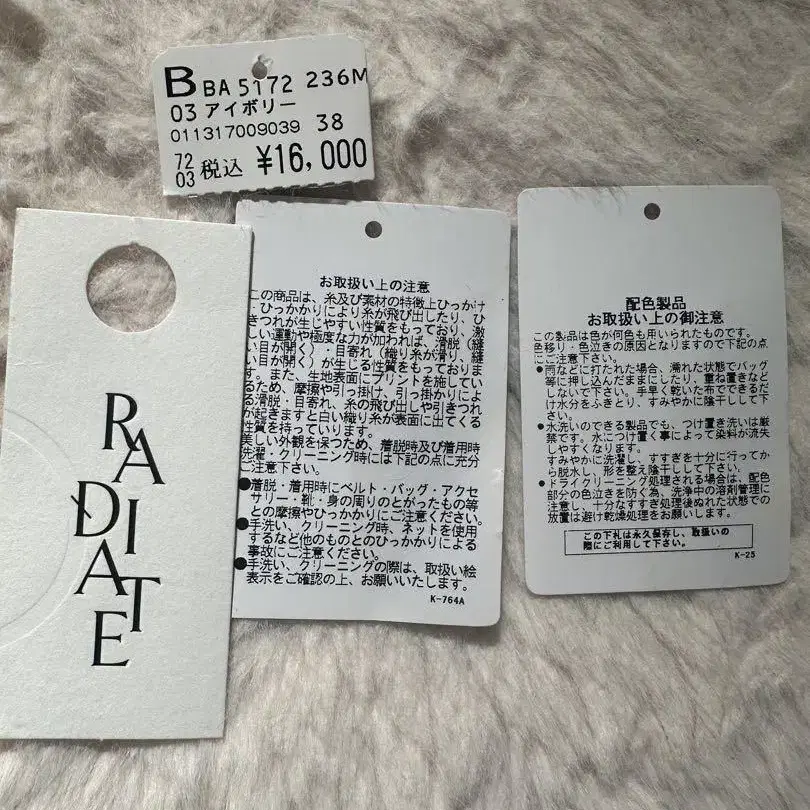 B BA 5172 236M
03 アイボリー
011317009039 38
72
03 税込 ¥16,000
RADIATE
お取扱い上の注意
この商品は、糸及び素材の特徴上ひっかけ
、ひっかかりにより糸が飛び出したり、ひ
きつれが生じやすい性質をもっており、激
しい運動や極度な力が加われば、滑脱（縫
い目が開く）・目寄れ（織り糸が滑り、縫
い目が開く）が生じる性質をもっておりま
す。また、生地表面にプリントを施してい
るため、摩擦や引掛け、引っ掛かりによ
る滑脱・目寄れ、糸の飛び出しや引きつれ
が起きますと白い織り糸が表面に出てくる
性質を持っています。
美しい外観を保つため、着脱時及び着用時
洗濯・クリーニング時には下記の点に充分
ご注意下さい。
●着脱・着用時にベルト・バッグ・アクセ
サリー・靴・身の周りのとがったもの等
との摩擦やひっかかりにご注意ください。
●手洗い、クリーニング時、ネットを使用
するなど他のものとのひっかかりによる
事故にご注意ください。
●手洗い、クリーニングの際は、取扱い絵
表示をご確認の上、お願いいたします。
K-764A
配色製品
お取扱い上の御注意
この製品は色が何色も用いられたものです。
色移り・色泣きの原因となりますので下記の点
にご注意下さい。
●雨などに打たれた場合、濡れた状態でバッグ
等に押し込んだままにしたり、重ね置きなど
しないで下さい。手早く乾いた布でできるだ
け水分をふきとり、すみやかに陰干しして下さ
い。
●水洗いのできる製品でも、つけ置き洗いは厳
禁です。水につけ置く事によって染料が流失
しやすくなります。
すみやかに洗濯し、すすぎを十分に行ってか
ら脱水し、形を整え陰干しして下さい。
●ドライクリーニング処理される場合は、配色
部分の色泣きを防ぐ為、洗浄中の溶剤管理に
注意し、十分なすすぎ処理後ぬれた状態での
放置は避け乾燥処理をお願いします。
この下札は永久保存し、取扱いの
際にご利用して下さい。
K-25